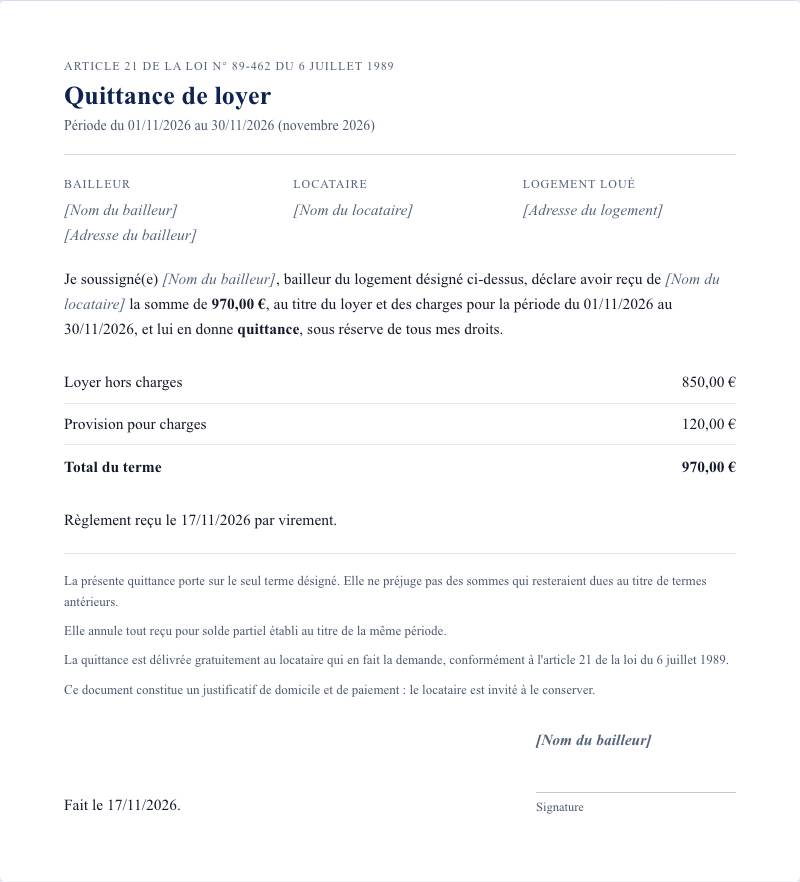 ARTICLE 21 DE LA LOI N° 89-462 DU 6 JUILLET 1989
Quittance de loyer
Période du 01/11/2026 au 30/11/2026 (novembre 2026)
BAILLEUR
[Nom du bailleur]
[Adresse du bailleur]
LOCATAIRE
[Nom du locataire]
LOGEMENT LOUÉ
[Adresse du logement]
Je soussigné(e) [Nom du bailleur], bailleur du logement désigné ci-dessus, déclare avoir reçu de [Nom du
locataire] la somme de 970,00 €, au titre du loyer et des charges pour la période du 01/11/2026 au
30/11/2026, et lui en donne quittance, sous réserve de tous mes droits.
Loyer hors charges 850,00 €
Provision pour charges 120,00 €
Total du terme 970,00 €
Règlement reçu le 17/11/2026 par virement.
La présente quittance porte sur le seul terme désigné. Elle ne préjuge pas des sommes qui resteraient dues au titre de termes
antérieurs.
Elle annule tout reçu pour solde partiel établi au titre de la même période.
La quittance est délivrée gratuitement au locataire qui en fait la demande, conformément à l'article 21 de la loi du 6 juillet 1989.
Ce document constitue un justificatif de domicile et de paiement : le locataire est invité à le conserver.
[Nom du bailleur]
Fait le 17/11/2026.
Signature